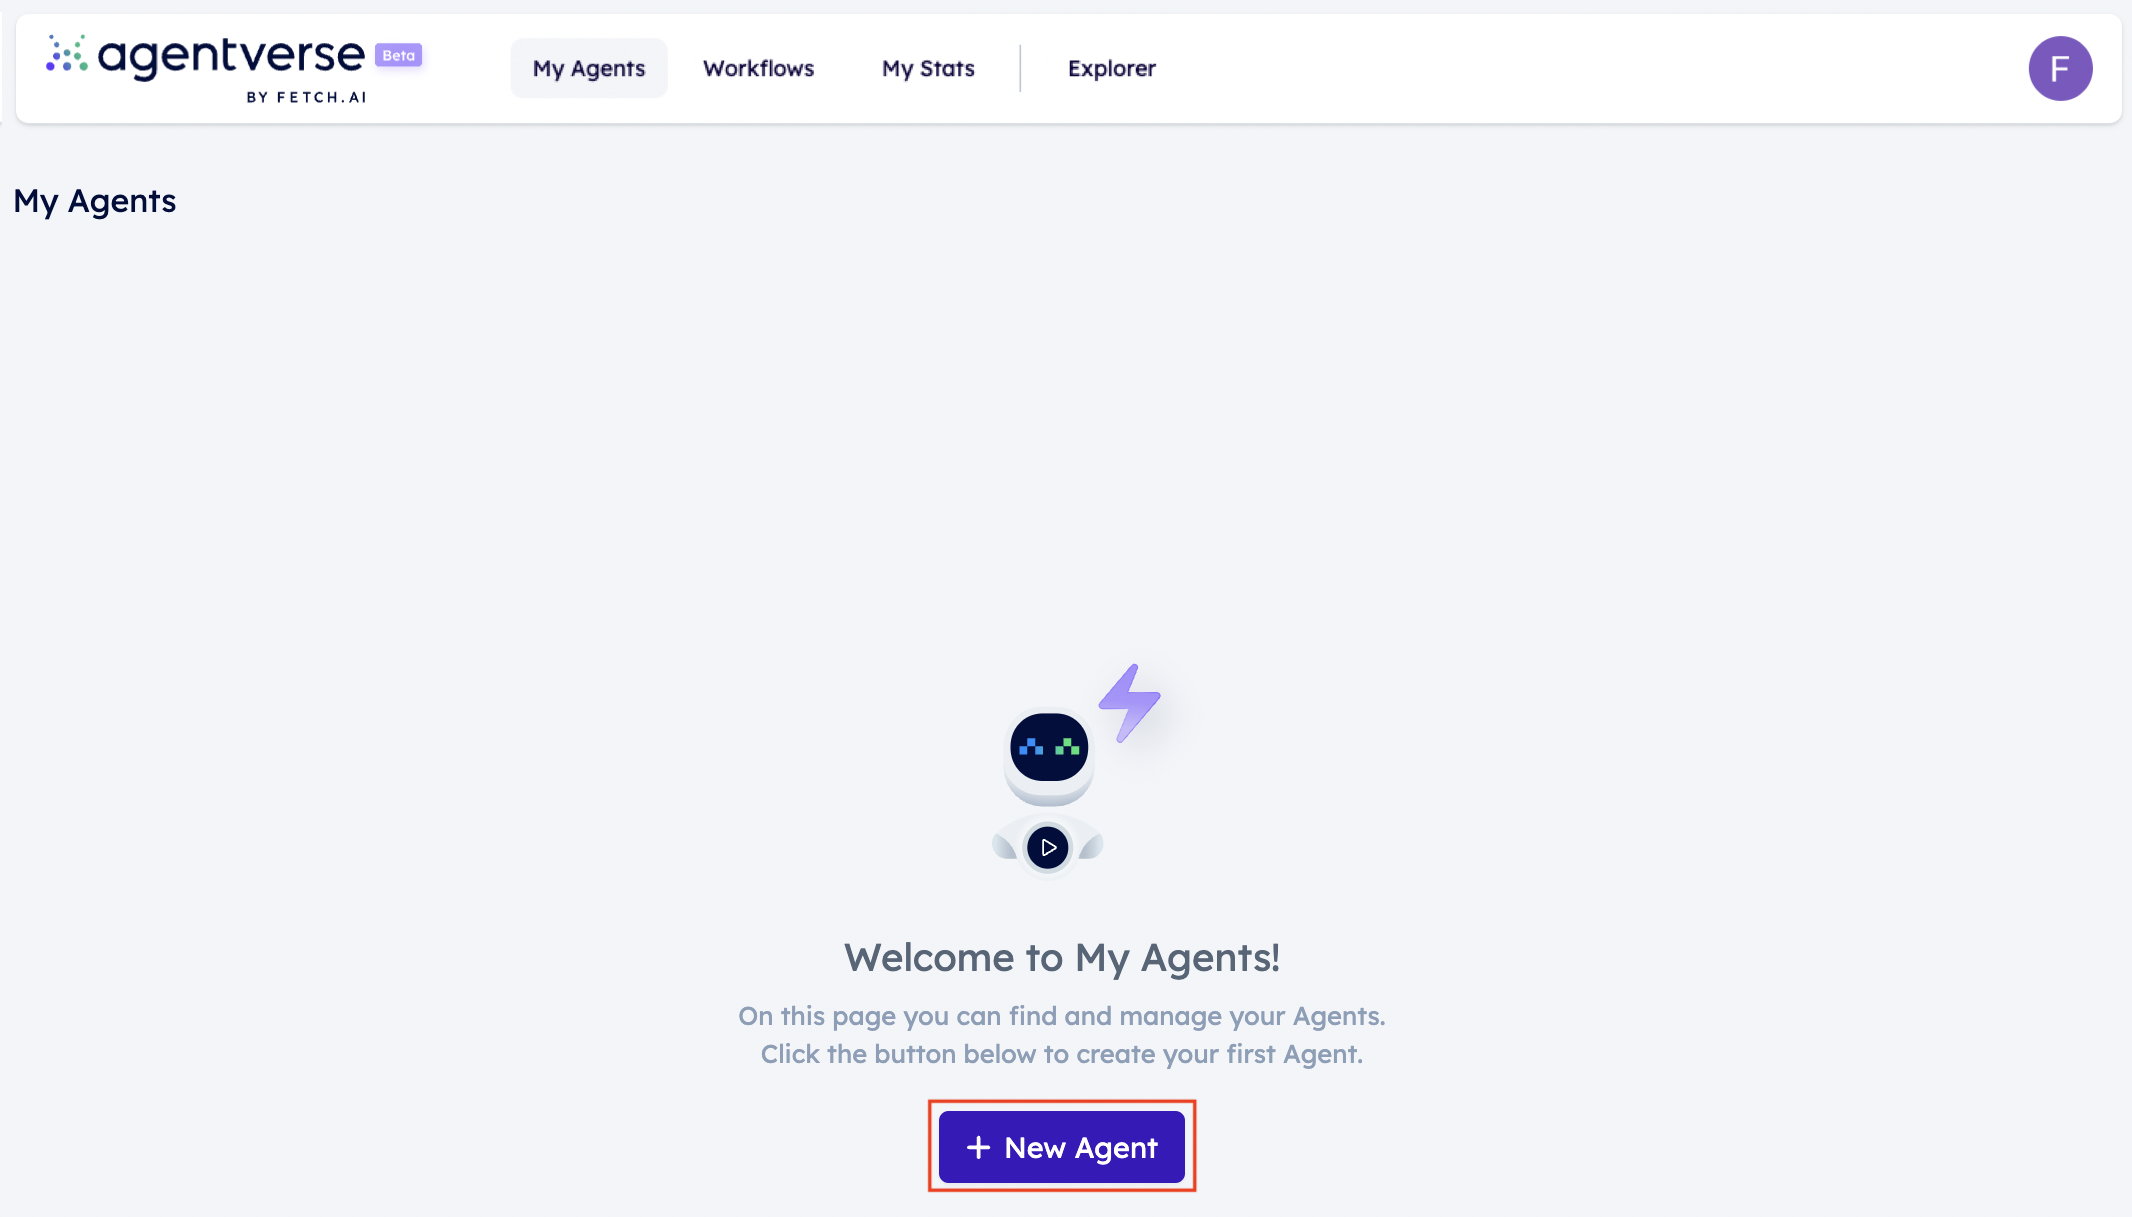 agentverse Beta
BY FETCH.AI
My Agents
Workflows
My Stats
Explorer
F
My Agents
Welcome to My Agents!
On this page you can find and manage your Agents.
Click the button below to create your first Agent.
+ New Agent